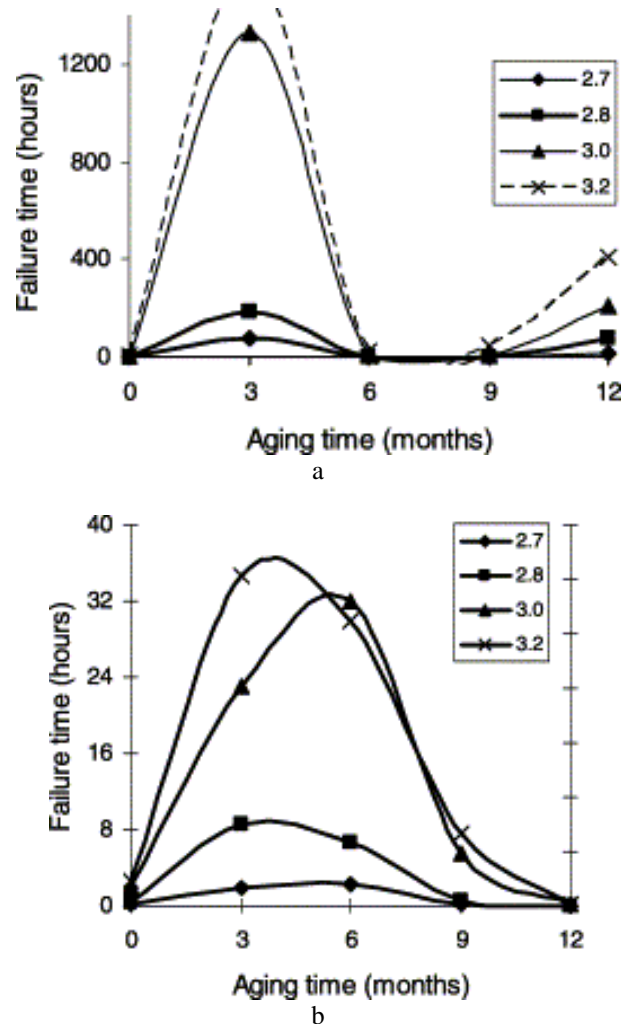 1200
800
400
0
Failure time (hours)
2.7
2.8
3.0
3.2
0 3 6 9 12
Aging time (months)
a
40
32
24
16
8
0
Failure time (hours)
2.7
2.8
3.0
3.2
0 3 6 9 12
Aging time (months)
b